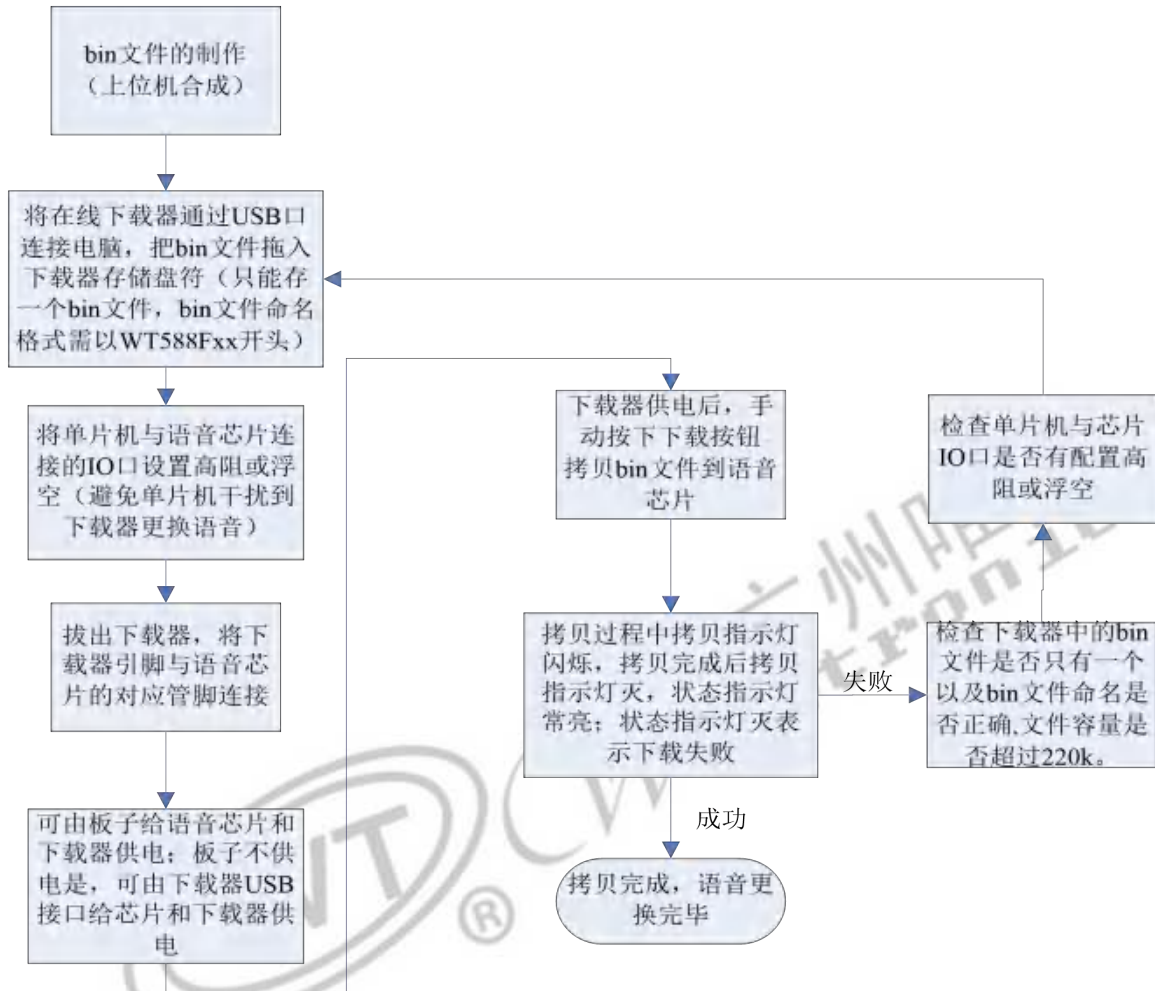 bin文件的制作
（上位机合成）
将在线下载器通过USB口
连接电脑，把bin文件拖入
下载器存储盘符（只能存
一个bin文件，bin文件命名
格式需以WT588Fxx开头）
将单片机与语音芯片连
接的IO口设置高阻或浮
空（避免单片机干扰到
下载器更换语音）
拔出下载器，将下
载器引脚与语音芯
片的对应管脚连接
可由板子给语音芯片和
下载器供电；板子不供
电是，可由下载器USB
接口给芯片和下载器供
电
下载器供电后，手
动按下下载按钮
拷贝bin文件到语音
芯片
拷贝过程中拷贝指示灯
闪烁，拷贝完成后拷贝
指示灯灭，状态指示灯
常亮；状态指示灯灭表
示下载失败
失败
检查下载器中的bin
文件是否只有一个
以及bin文件命名是
否正确、文件容量是
否超过220k。
检查单片机与芯片
IO口是否有配置高
阻或浮空
成功
拷贝完成，语音更
换完毕
WT
®
广州